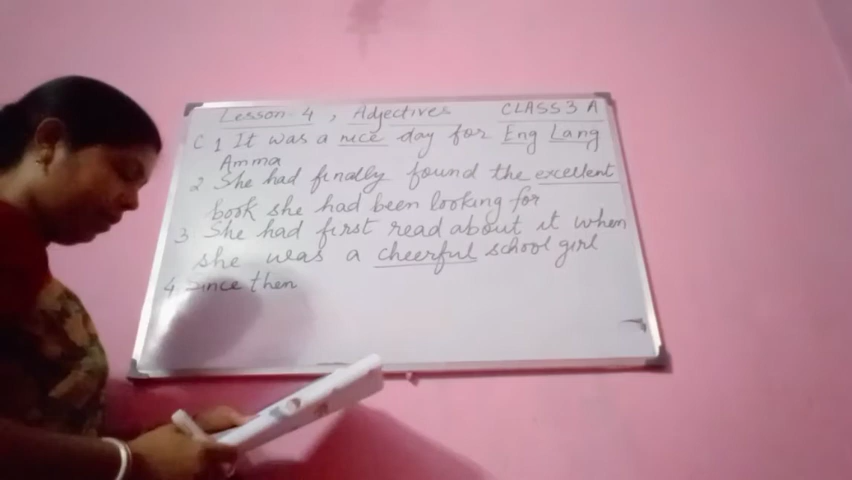 Lesson-4, Adjectives CLASS 3 A
C 1 It was a nice day for Eng Lang
Amma
2 She had finally found the excellent
book she had been looking for
3 She had first read about it when
she was a cheerful school girl
4 Since then